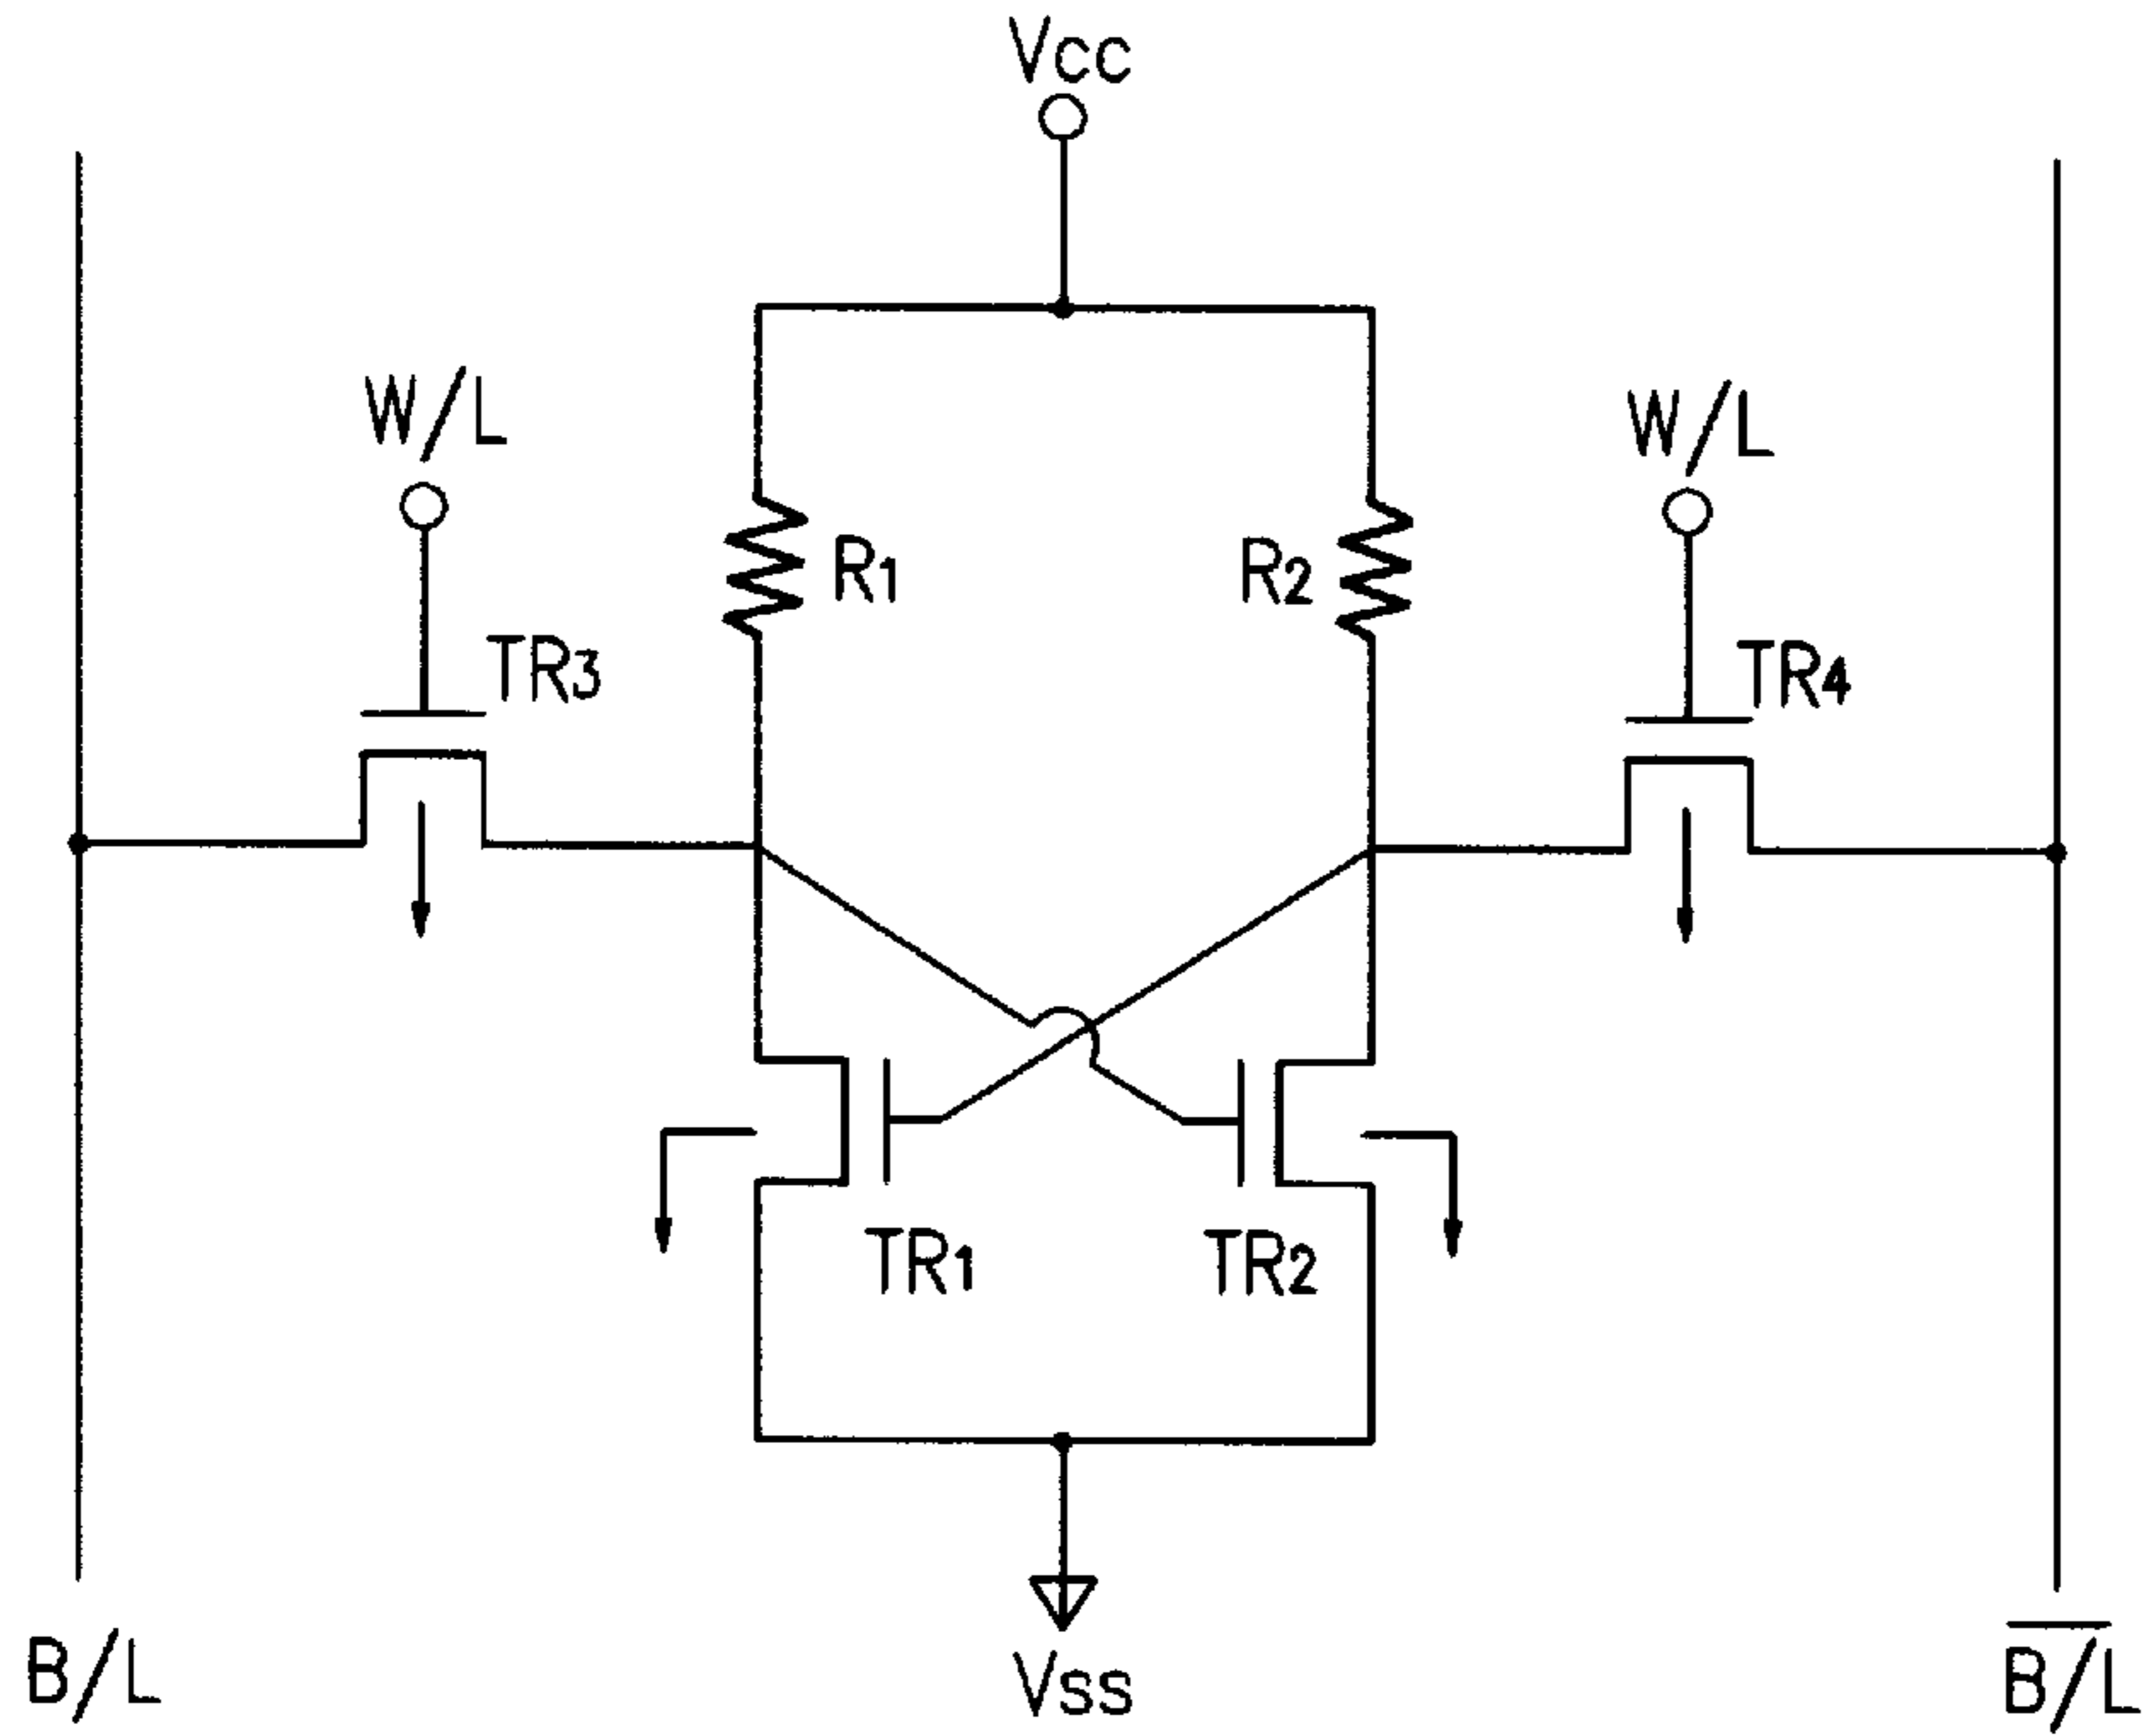 Vcc
W/L
W/L
R1
R2
TR3
TR4
TR1
TR2
B/L
Vss
B̅/̅L̅